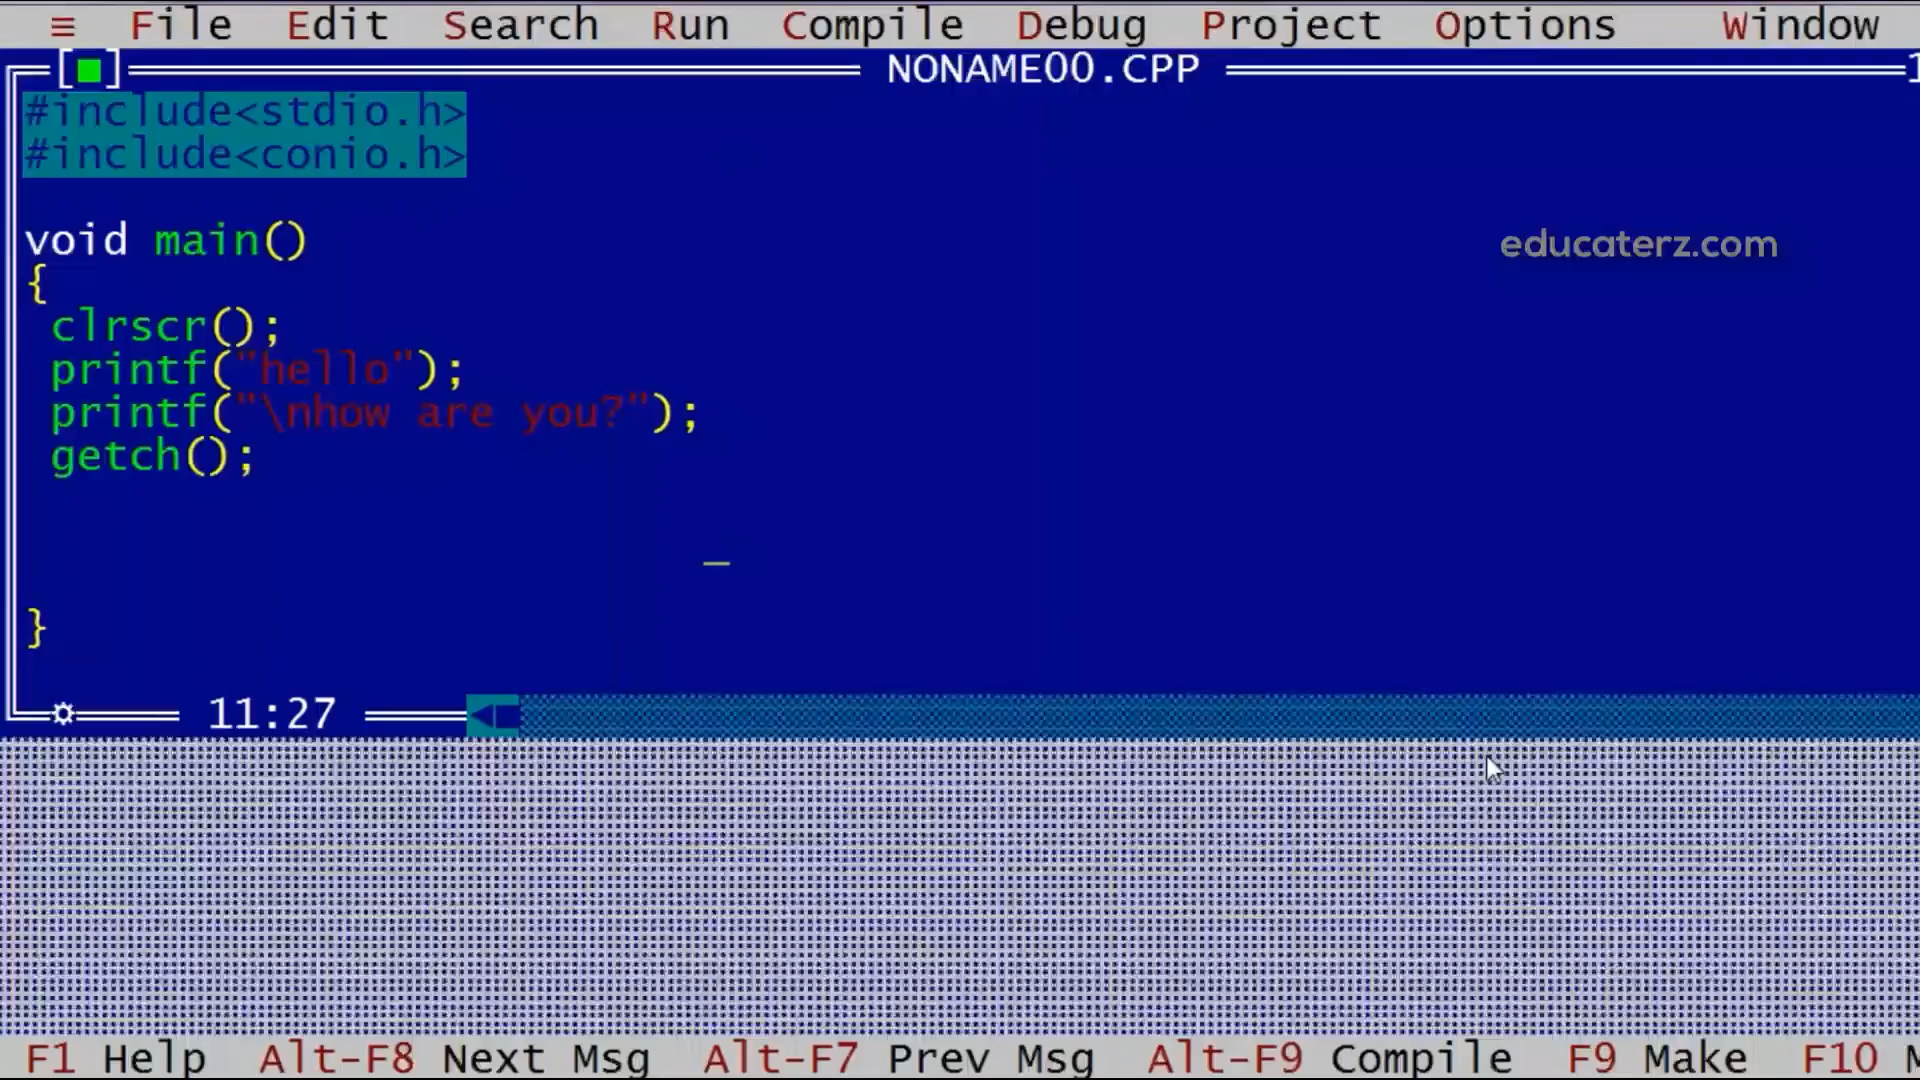 ≡ File Edit Search Run Compile Debug Project Options Window
[■] NONAME00.CPP 1
#include<stdio.h>
#include<conio.h>
void main()
educaterz.com
{
clrscr();
printf("hello");
printf("\nhow are you?");
getch();
}
11:27
F1 Help Alt-F8 Next Msg Alt-F7 Prev Msg Alt-F9 Compile F9 Make F10